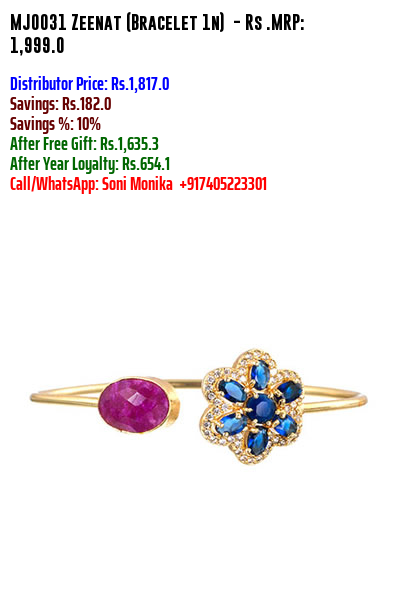 MJ0031 Zeenat (Bracelet 1n) - Rs .MRP:
1,999.0
Distributor Price: Rs.1,817.0
Savings: Rs.182.0
Savings %: 10%
After Free Gift: Rs.1,635.3
After Year Loyalty: Rs.654.1
Call/WhatsApp: Soni Monika +917405223301